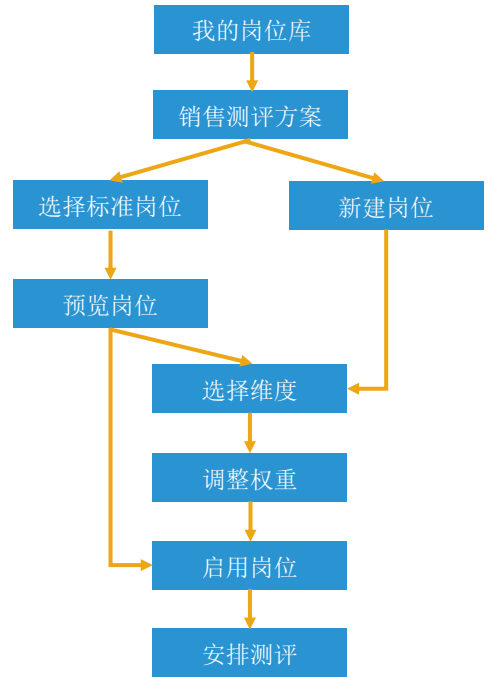 我的岗位库
销售测评方案
选择标准岗位
新建岗位
预览岗位
选择维度
调整权重
启用岗位
安排测评